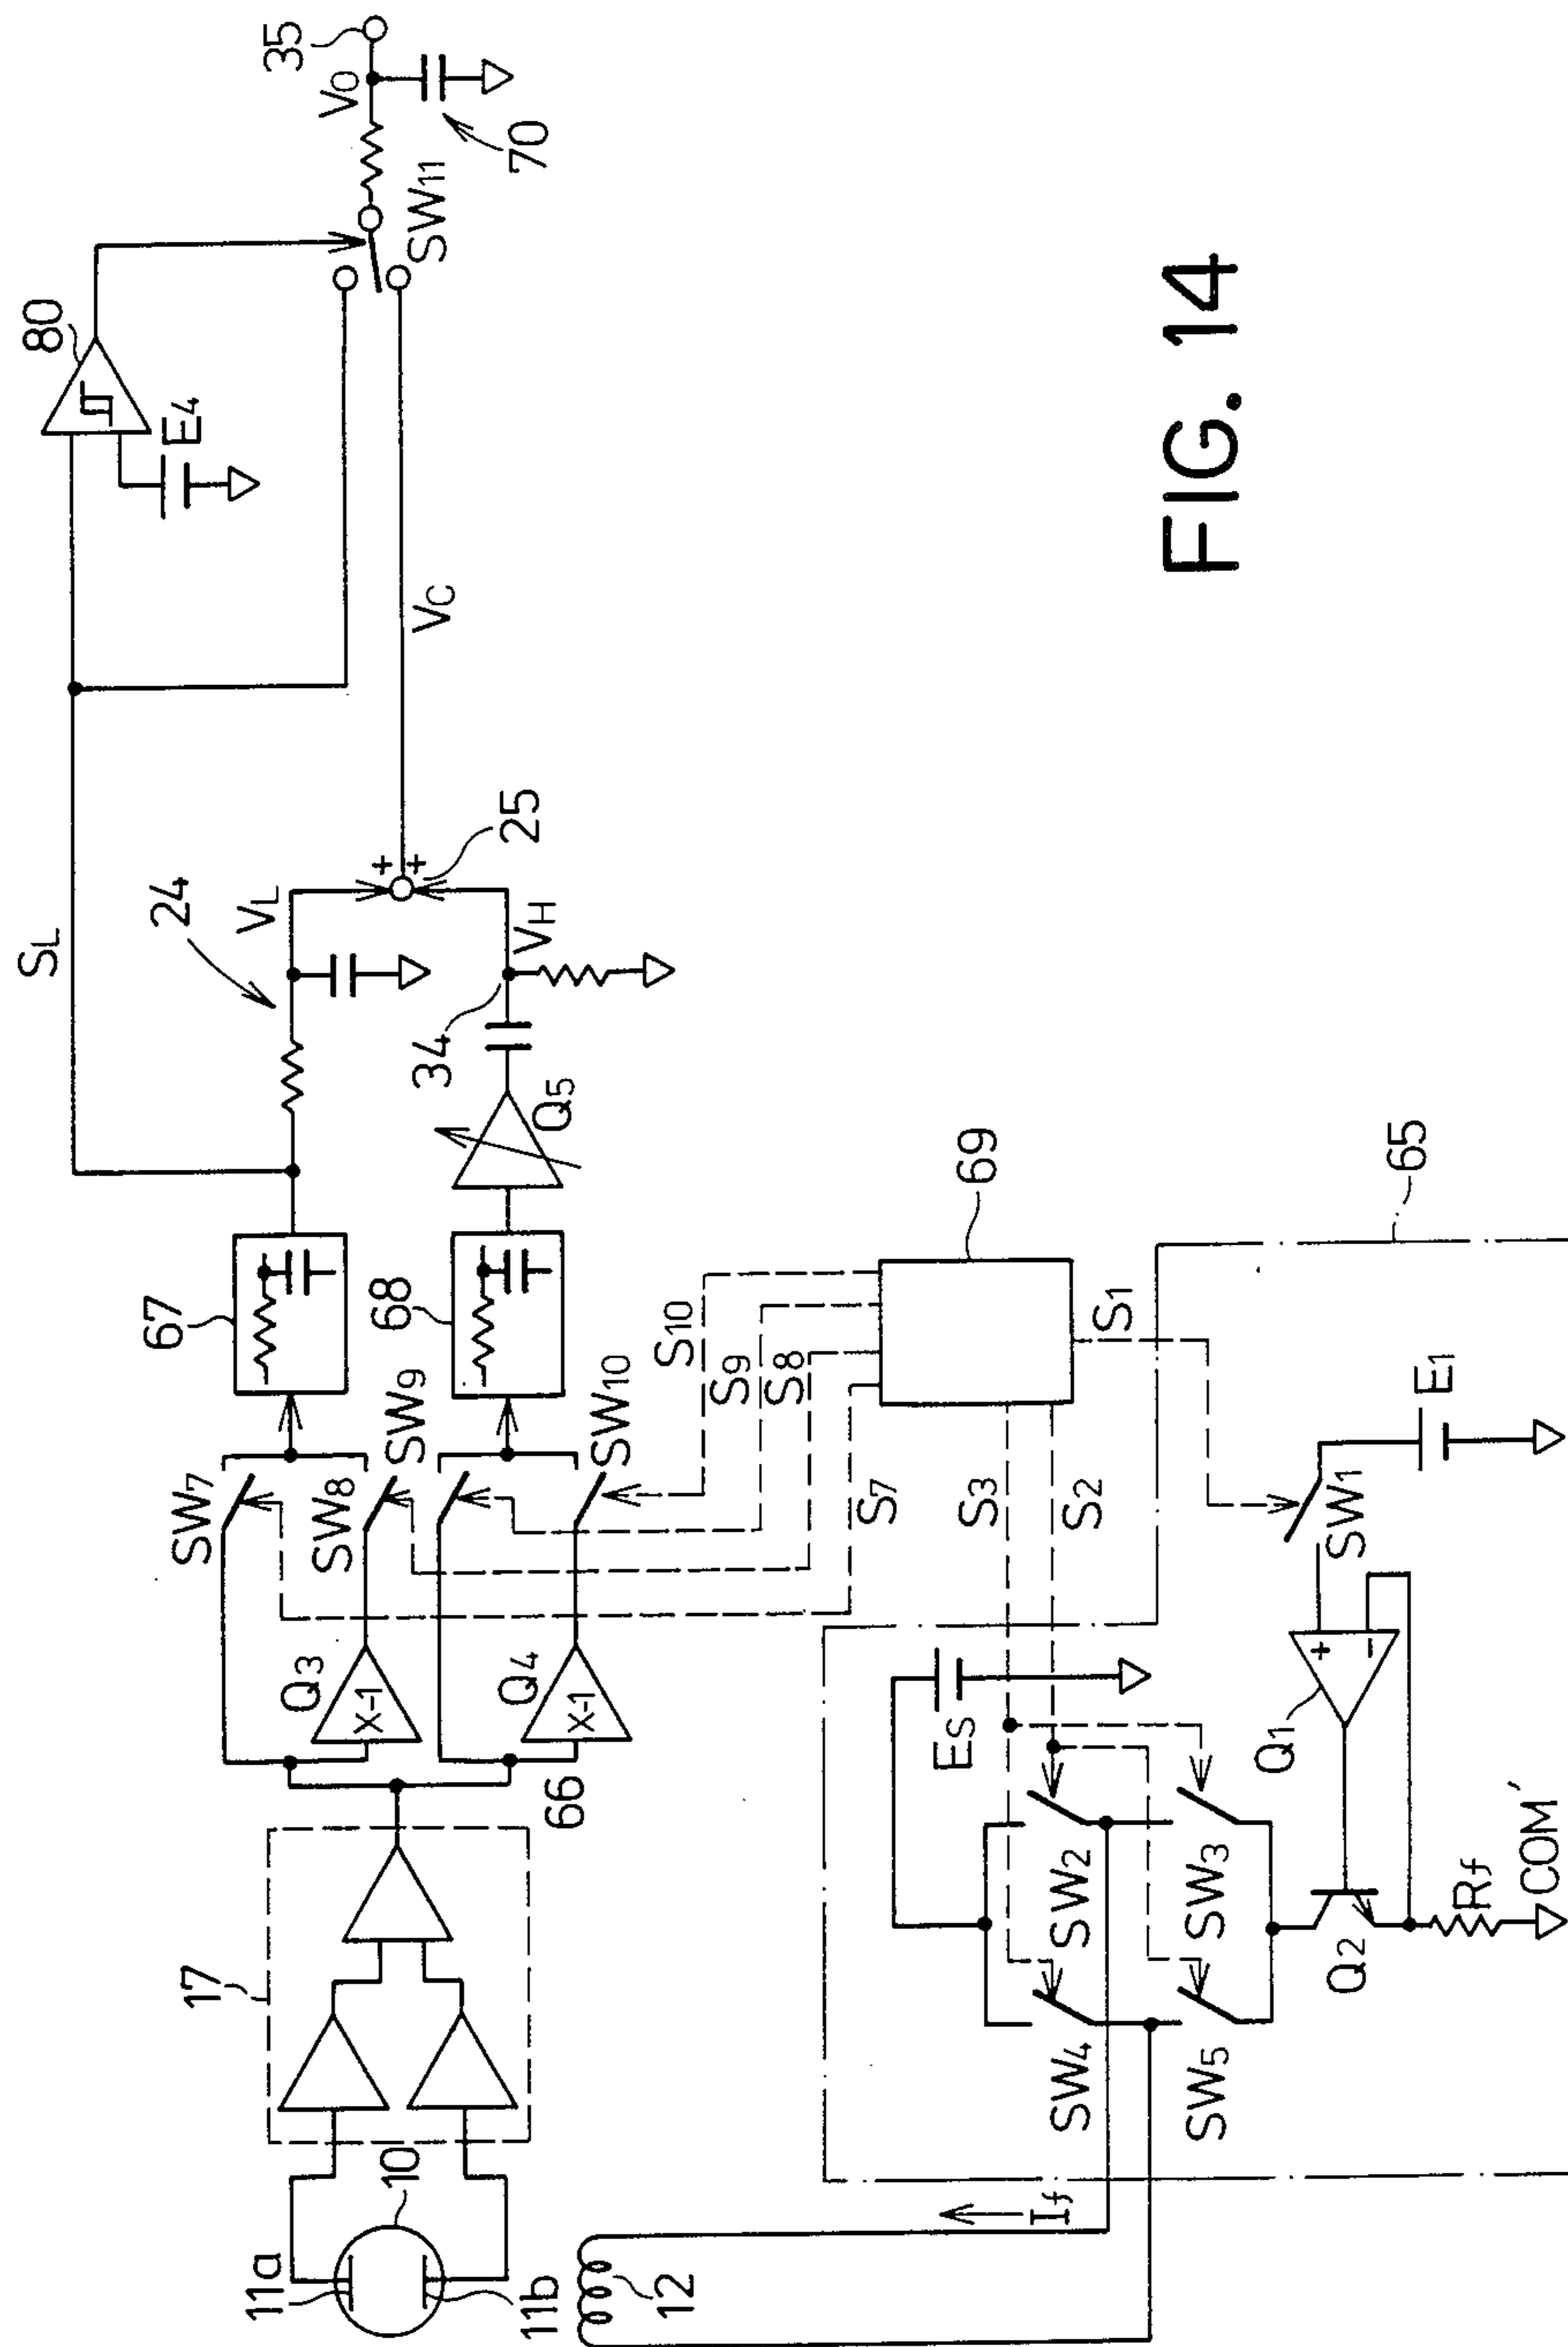 35
VO
70
SW11
80
E4
SL
VC
24
VL
25
VH
34
Q5
67
68
69
65
S10
S9
S8
S7
S3
S2
S1
SW7
SW8
SW9
SW10
E1
SW1
Q3
X-1
Q4
X-1
66
ES
+
−
+
+
Q1
17
SW2
SW3
SW4
SW5
Q2
Rf
COM'
10
11a
11b
12
If
FIG. 14